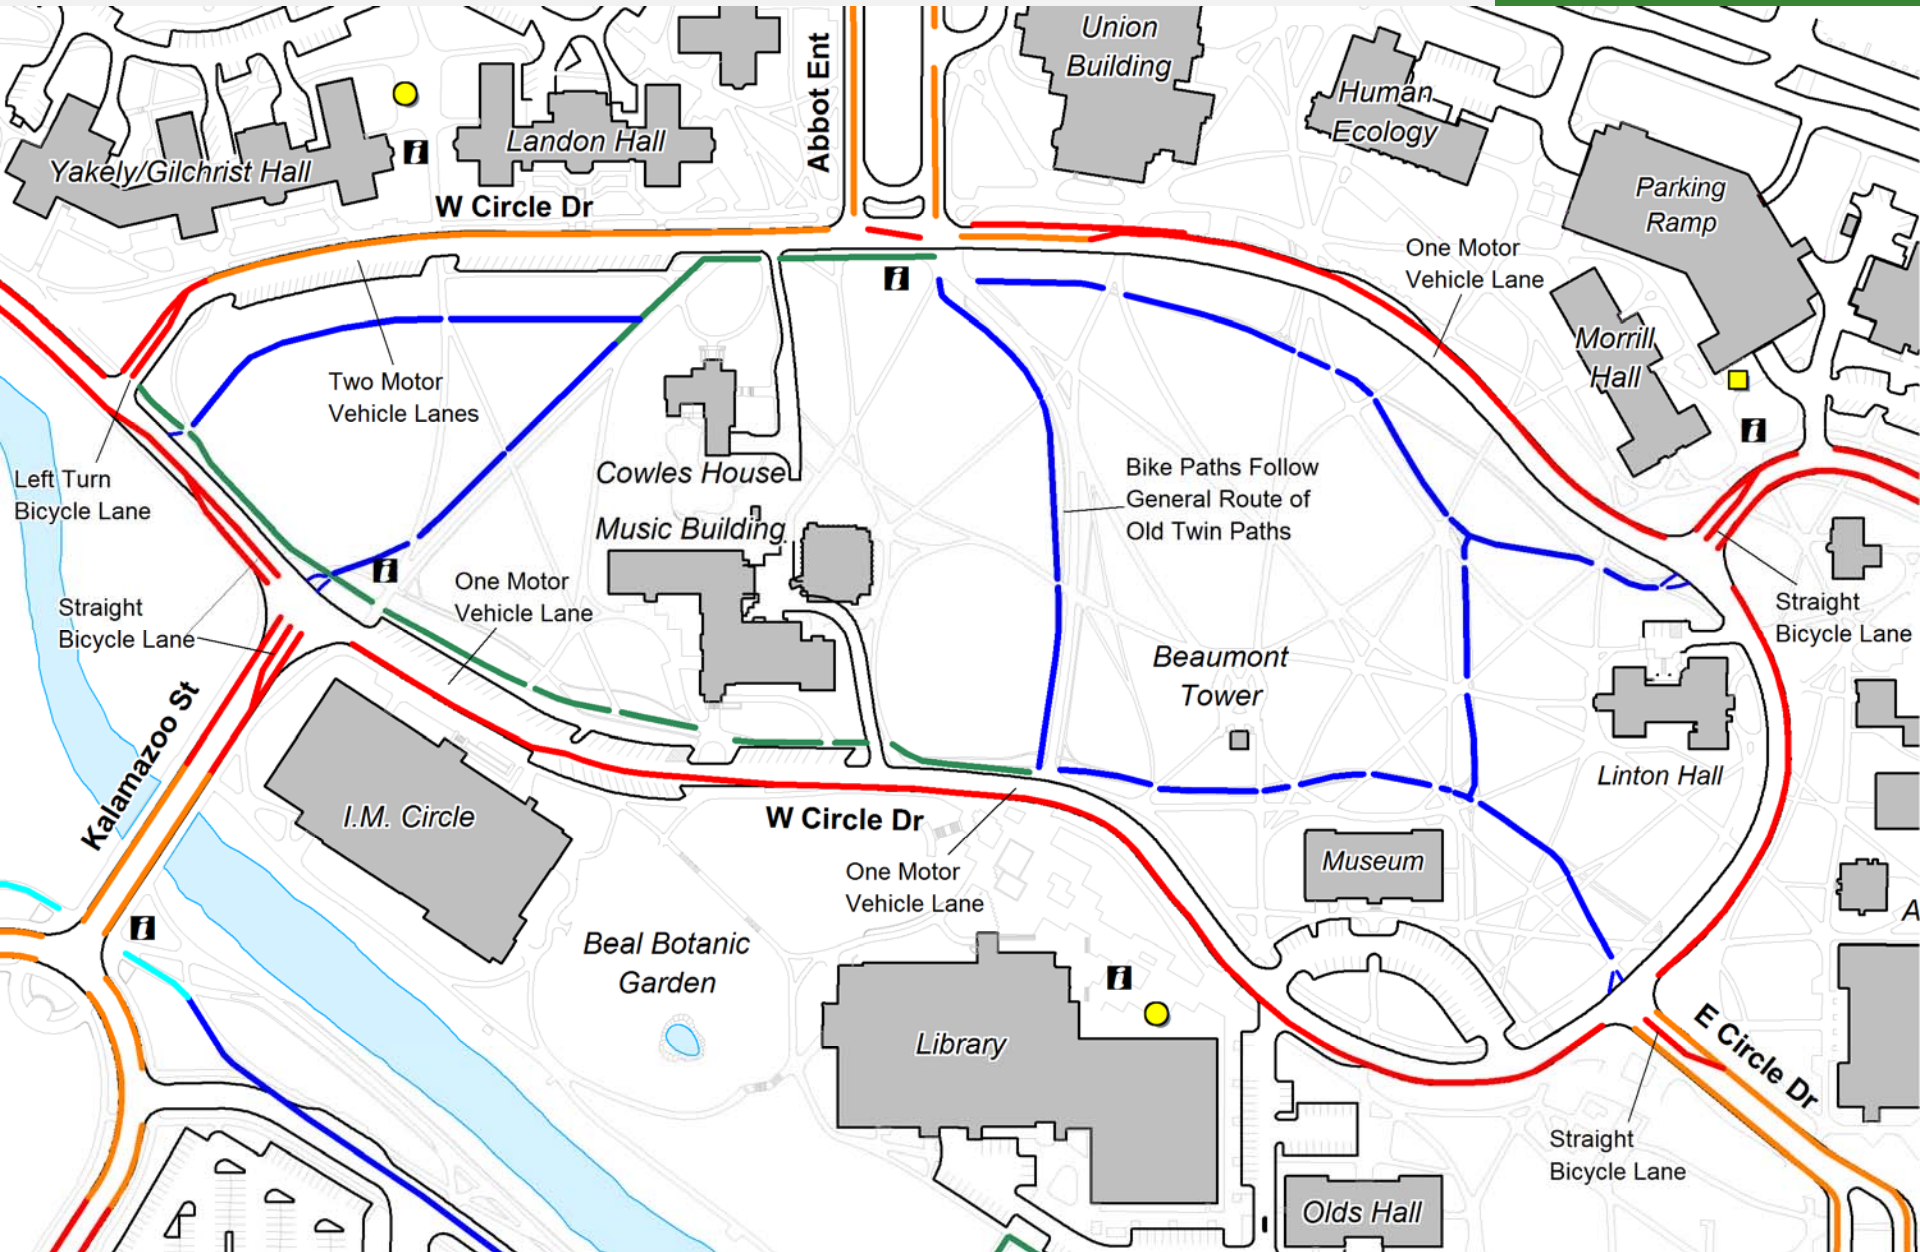 Union
Building
Abbot Ent
Human
Ecology
Landon Hall
Yakely/Gilchrist Hall
i
W Circle Dr
Parking
Ramp
One Motor
Vehicle Lane
i
Morrill
Hall
Two Motor
Vehicle Lanes
i
Left Turn
Bicycle Lane
Cowles House
Bike Paths Follow
General Route of
Old Twin Paths
Music Building
i
One Motor
Vehicle Lane
Straight
Bicycle Lane
Straight
Bicycle Lane
Beaumont
Tower
Kalamazoo St
Linton Hall
I.M. Circle
W Circle Dr
Museum
One Motor
Vehicle Lane
A
i
Beal Botanic
Garden
i
Library
E Circle Dr
Straight
Bicycle Lane
Olds Hall